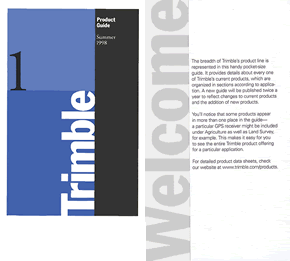 Product
Guide
Summer
1998
1
Trimble
Welcome
The breadth of Trimble's product line is
represented in this handy pocket-size
guide. It provides details about every one
of Trimble's current products, which are
organized in sections according to applica-
tion. A new guide will be published twice a
year to reflect changes to current products
and the addition of new products.
You'll notice that some products appear
in more than one place in the guide—
a particular GPS receiver might be included
under Agriculture as well as Land Survey,
for example. This makes it easy for you
to see the entire Trimble product offering
for a particular application.
For detailed product data sheets, check
our website at www.trimble.com/products.